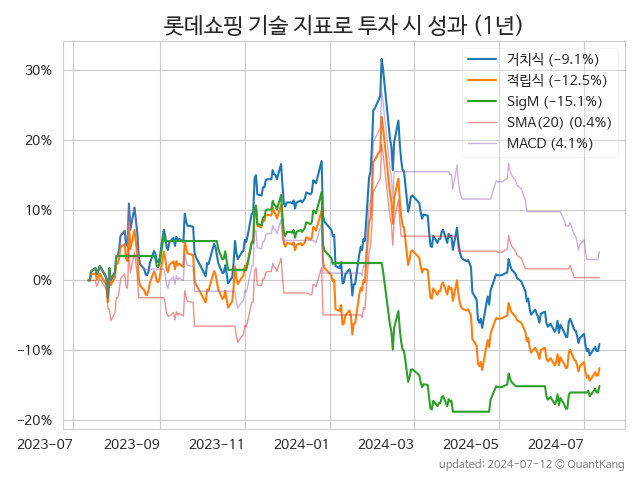 롯데쇼핑 기술 지표로 투자 시 성과 (1년)
거치식 (−9.1%)
적립식 (−12.5%)
SigM (−15.1%)
SMA(20) (0.4%)
MACD (4.1%)
30%
20%
10%
0%
−10%
−20%
2023-07 2023-09 2023-11 2024-01 2024-03 2024-05 2024-07
updated: 2024-07-12 © QuantKang